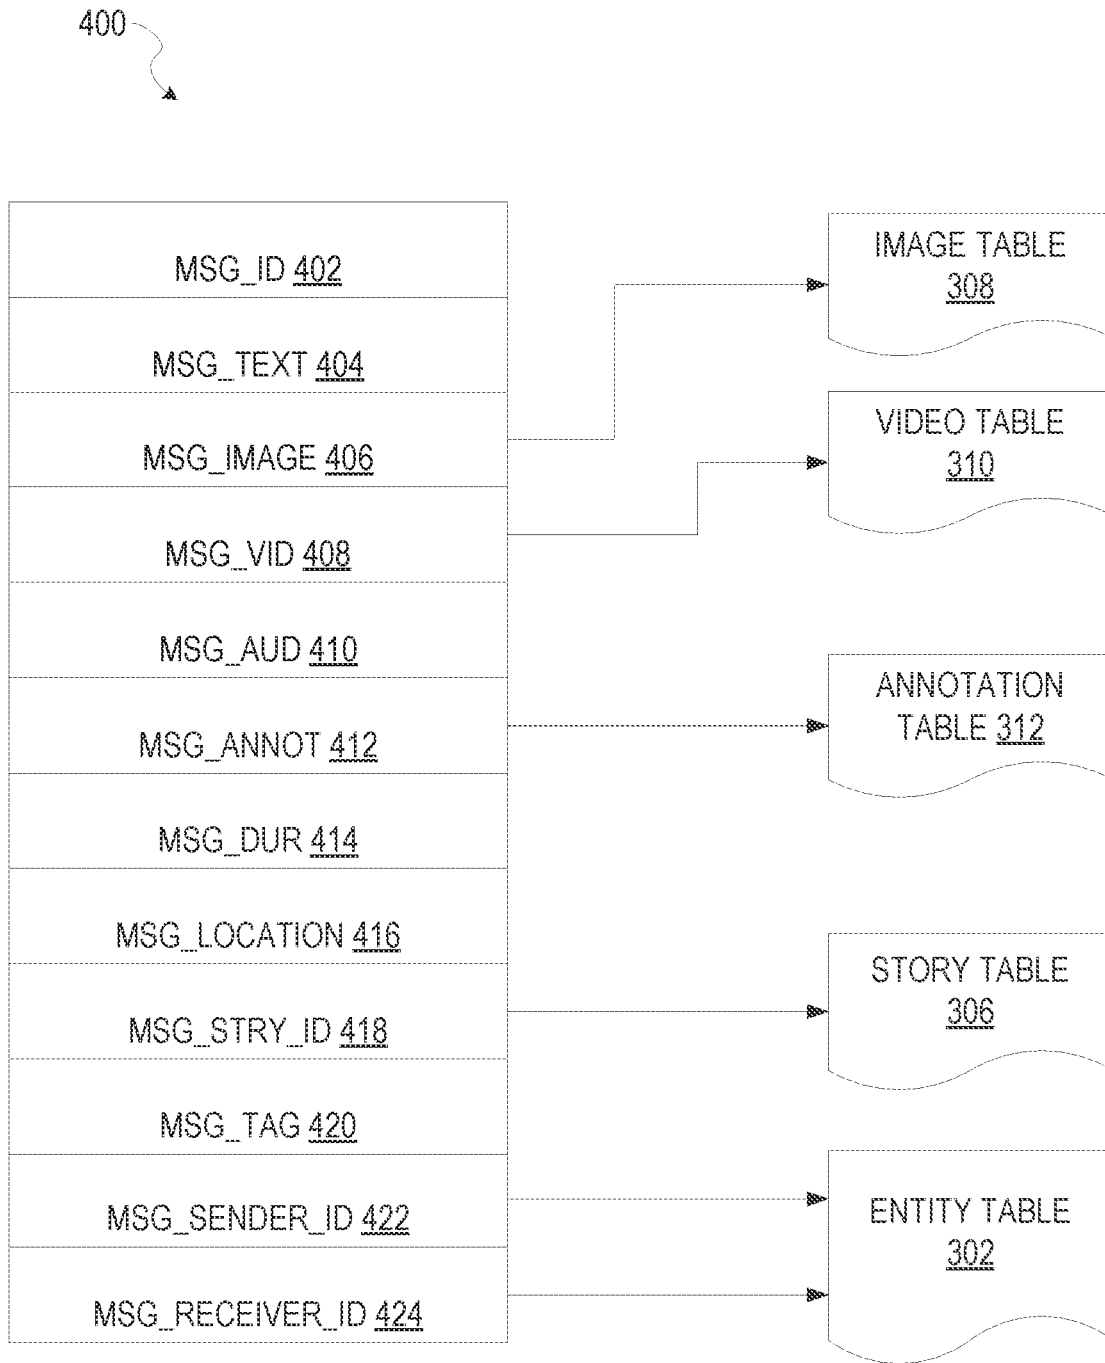 400
MSG_ID 402
MSG_TEXT 404
MSG_IMAGE 406
MSG_VID 408
MSG_AUD 410
MSG_ANNOT 412
MSG_DUR 414
MSG_LOCATION 416
MSG_STRY_ID 418
MSG_TAG 420
MSG_SENDER_ID 422
MSG_RECEIVER_ID 424
IMAGE TABLE
308
VIDEO TABLE
310
ANNOTATION
TABLE 312
STORY TABLE
306
ENTITY TABLE
302